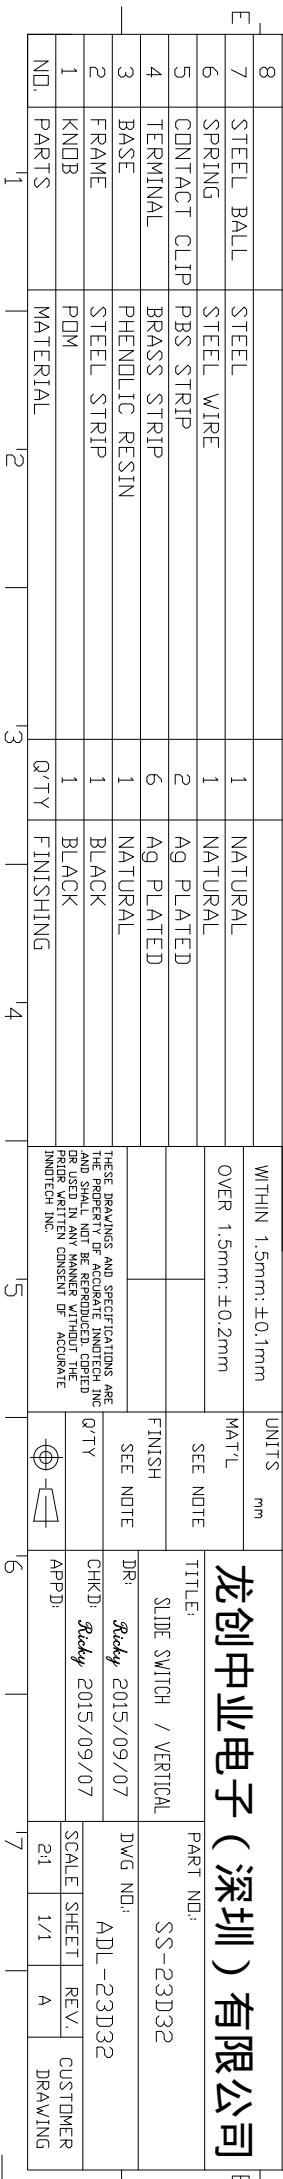 E
8
7 STEEL BALL STEEL 1 NATURAL
6 SPRING STEEL WIRE 1 NATURAL
5 CONTACT CLIP PBS STRIP 2 Ag PLATED
4 TERMINAL BRASS STRIP 6 Ag PLATED
3 BASE PHENOLIC RESIN 1 NATURAL
2 FRAME STEEL STRIP 1 BLACK
1 KNOB POM 1 BLACK
NO. PARTS MATERIAL Q'TY FINISHING
WITHIN 1.5mm: ±0.1mm
OVER 1.5mm: ±0.2mm
THESE DRAWINGS AND SPECIFICATIONS ARE
THE PROPERTY OF ACCURATE INNOTECH INC
AND SHALL NOT BE REPRODUCED, COPIED
OR USED IN ANY MANNER WITHOUT THE
PRIOR WRITTEN CONSENT OF ACCURATE
INNOTECH INC.
UNITS mm
MAT'L
SEE NOTE
FINISH
SEE NOTE
Q'TY
龙创中业电子（深圳）有限公司
TITLE:
SLIDE SWITCH / VERTICAL
PART NO.:
SS-23D32
DR: Ricky 2015/09/07
CHKD: Ricky 2015/09/07
APPD:
DWG NO.:
ADL-23D32
SCALE SHEET REV.
2:1 1/1 A
CUSTOMER
DRAWING
1 2 3 4 5 6 7